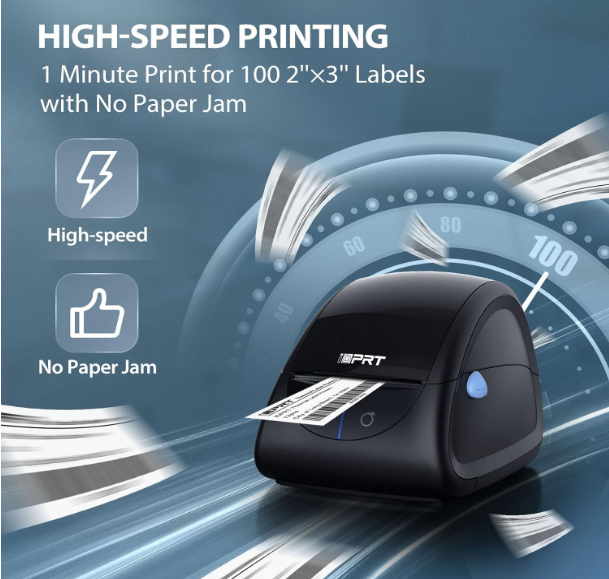 HIGH-SPEED PRINTING
1 Minute Print for 100 2''×3'' Labels
with No Paper Jam
High-speed
No Paper Jam
40
60
80
100
iDPRT